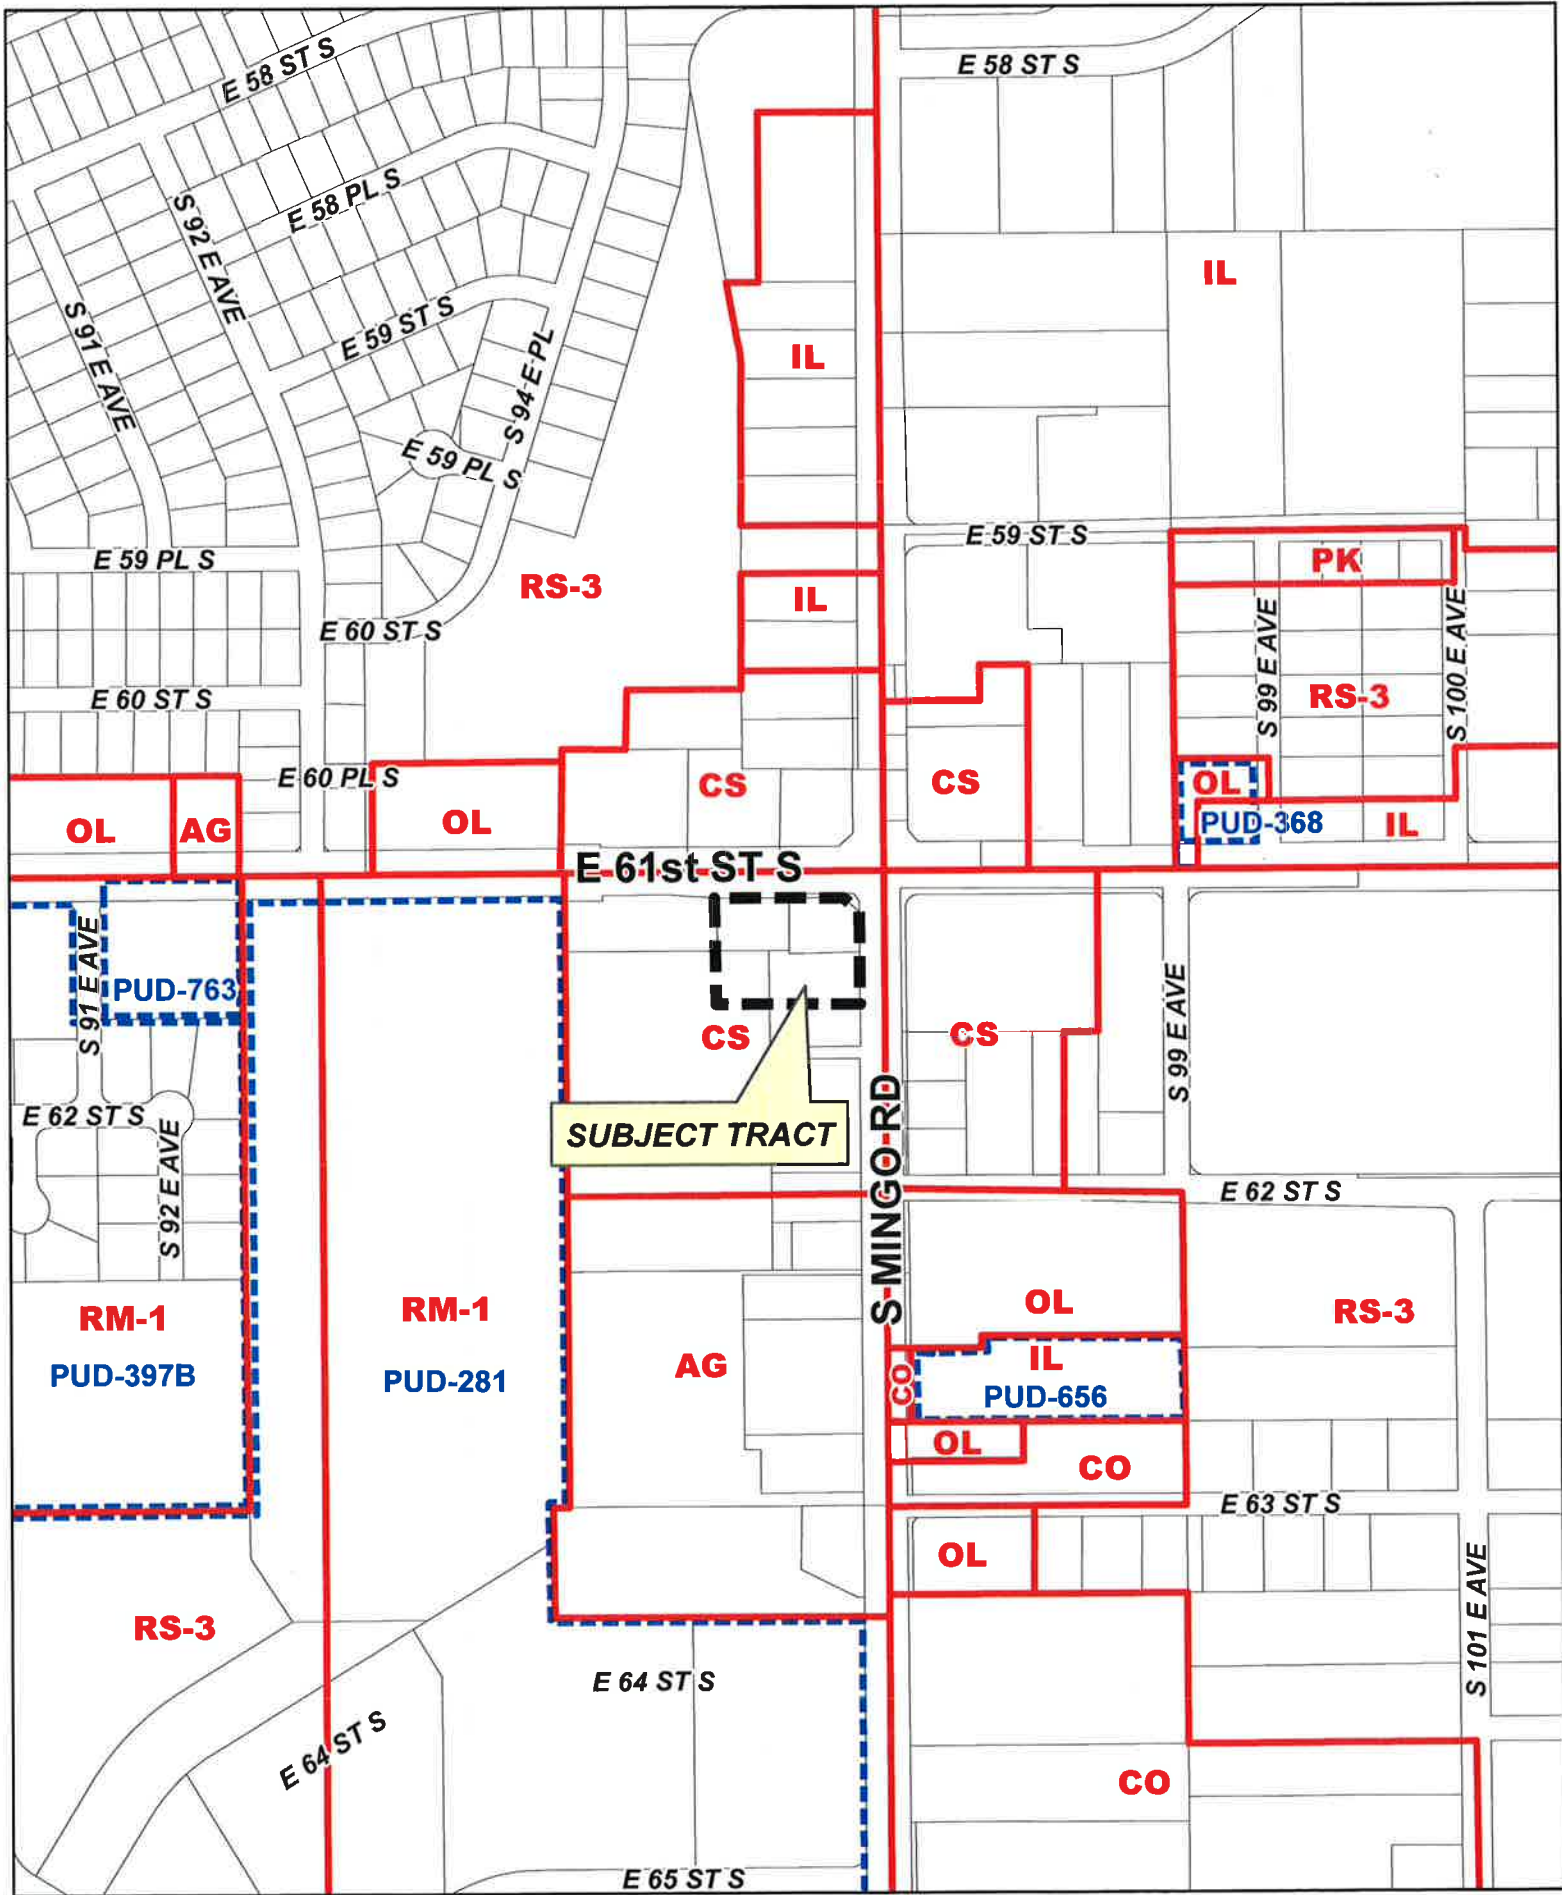 E 58 ST S
E 58 ST S
E 58 PL S
S 92 E AVE
IL
S 91 E AVE
E 59 ST S
IL
S 94 E PL
E 59 PL S
E 59 ST S
E 59 PL S
PK
RS-3
IL
S 99 E AVE
S 100 E AVE
E 60 ST S
E 60 ST S
RS-3
E 60 PL S
CS
CS
OL
PUD-368
IL
OL
AG
OL
E 61st ST S
S 91 E AVE
PUD-763
CS
CS
S 99 E AVE
E 62 ST S
S 92 E AVE
SUBJECT TRACT
S MINGO RD
E 62 ST S
RM-1
PUD-397B
RM-1
PUD-281
AG
OL
RS-3
CO
IL
PUD-656
OL
CO
E 63 ST S
OL
S 101 E AVE
RS-3
E 64 ST S
E 64 ST S
CO
E 65 ST S